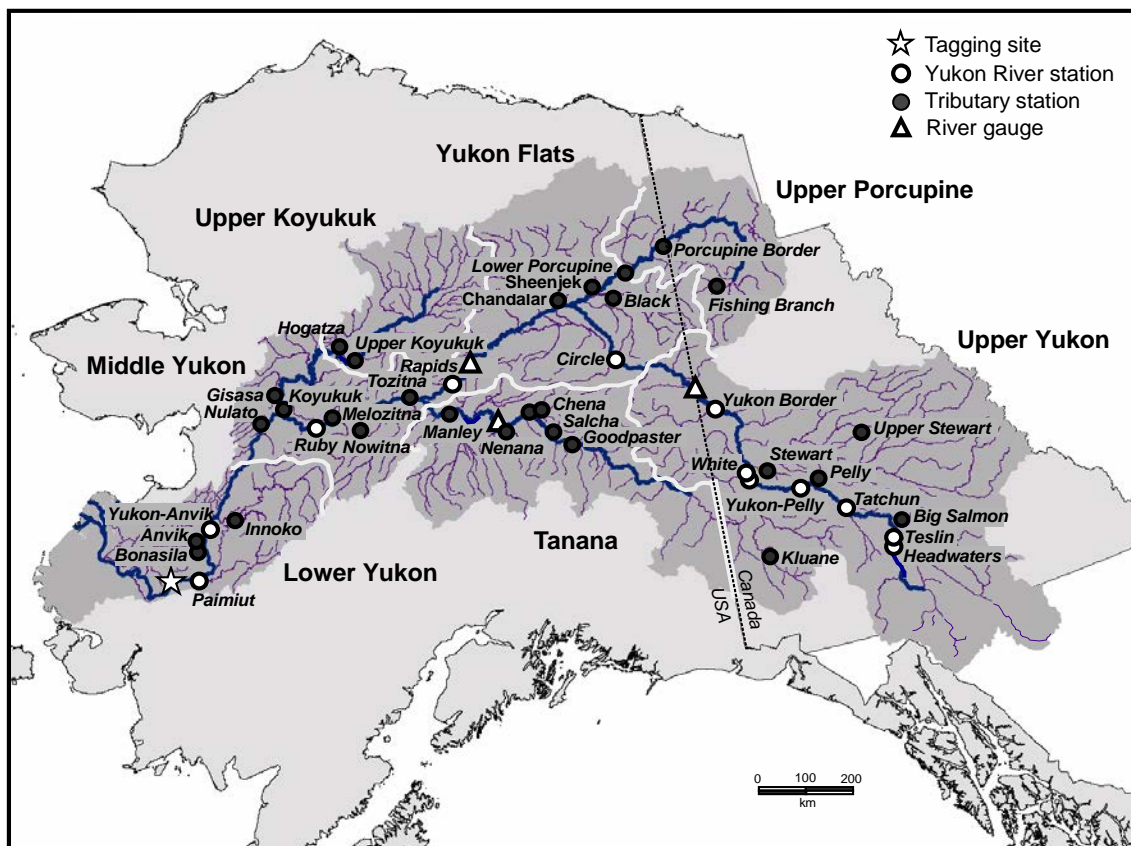 Tagging site
Yukon River station
Tributary station
River gauge
Yukon Flats
Upper Porcupine
Upper Koyukuk
Porcupine Border
Lower Porcupine
Sheenjek
Chandalar
Black
Fishing Branch
Hogatza
Upper Yukon
Middle Yukon
Upper Koyukuk
Rapids
Circle
Tozitna
Gisasa
Koyukuk
Nulato
Melozitna
Ruby
Nowitna
Manley
Chena
Salcha
Nenana
Goodpaster
Yukon Border
Upper Stewart
White
Stewart
Pelly
Yukon-Pelly
Tatchun
Big Salmon
Teslin
Headwaters
Kluane
Yukon-Anvik
Anvik
Innoko
Bonasila
Tanana
Lower Yukon
Paimiut
Canada
USA
0 100 200
km